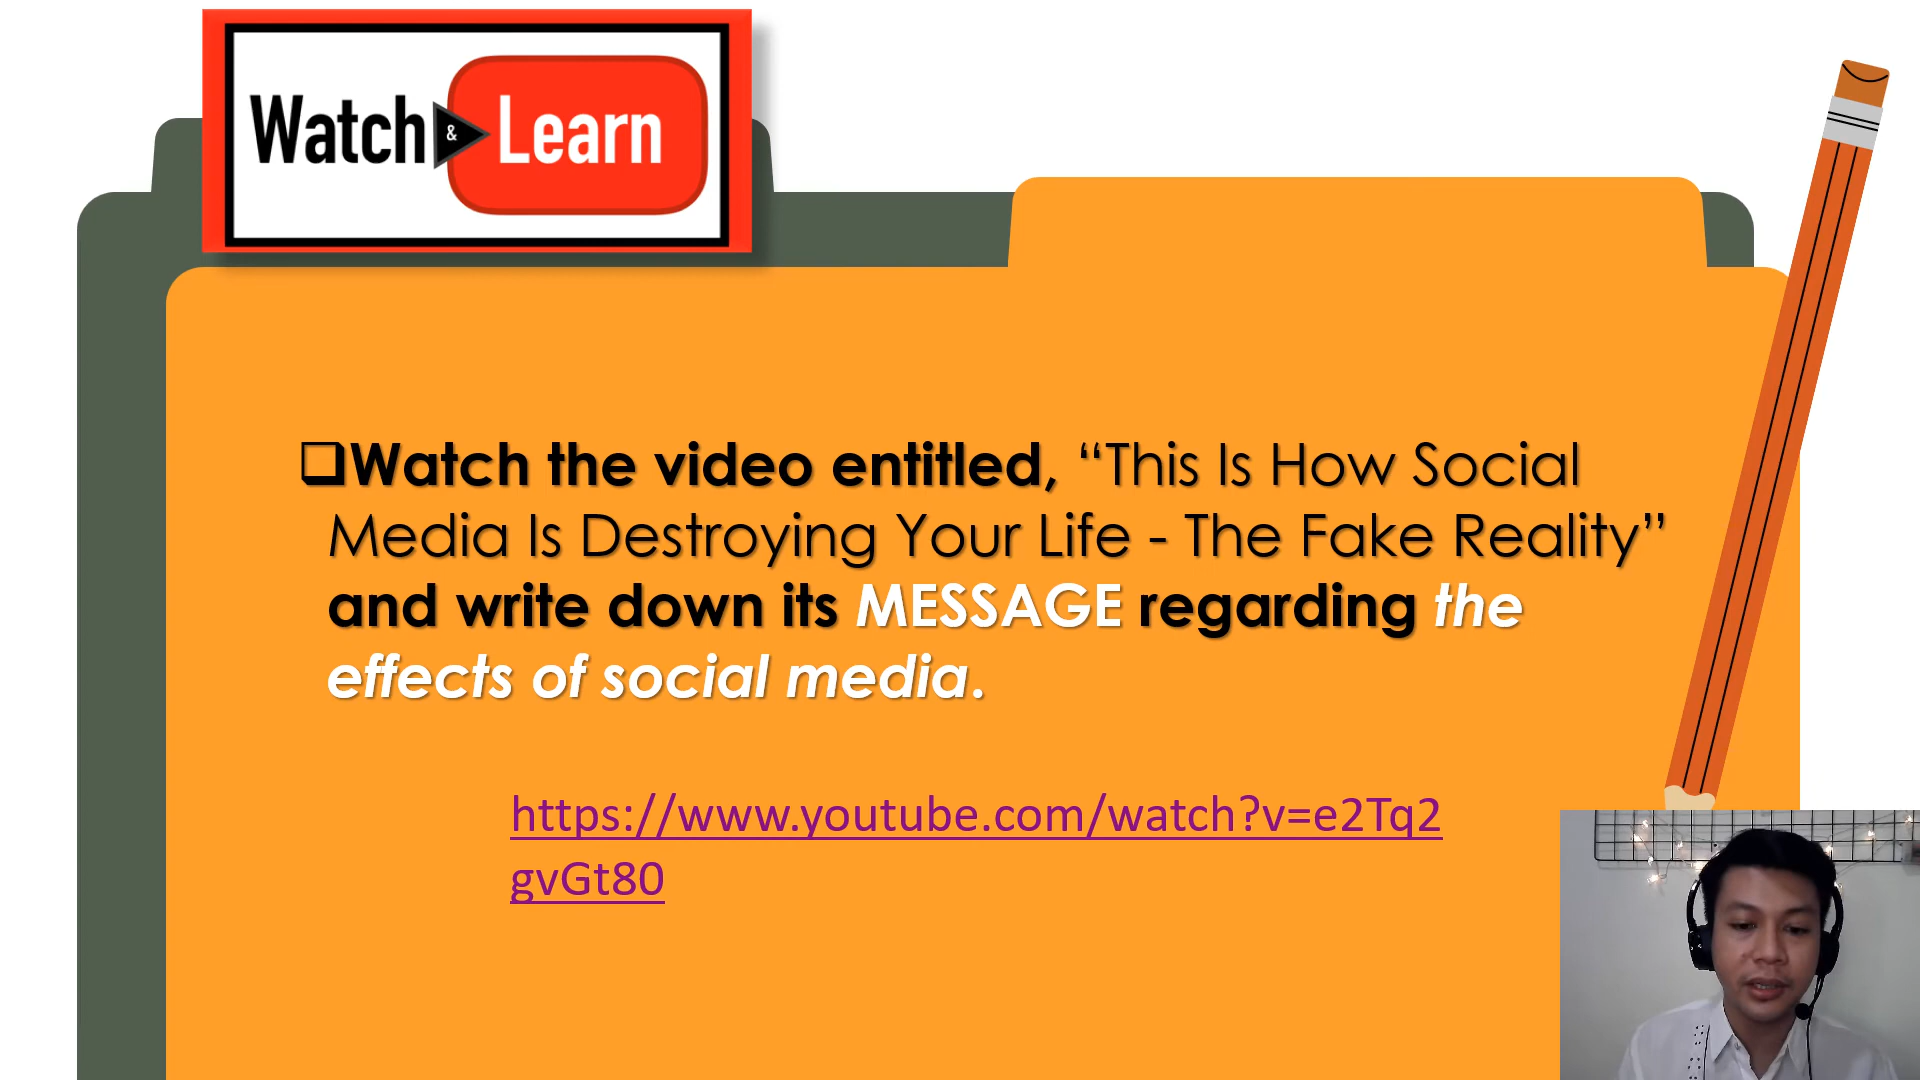 Watch & Learn
❑Watch the video entitled, “This Is How Social
Media Is Destroying Your Life - The Fake Reality”
and write down its MESSAGE regarding the
effects of social media.
https://www.youtube.com/watch?v=e2Tq2
gvGt80